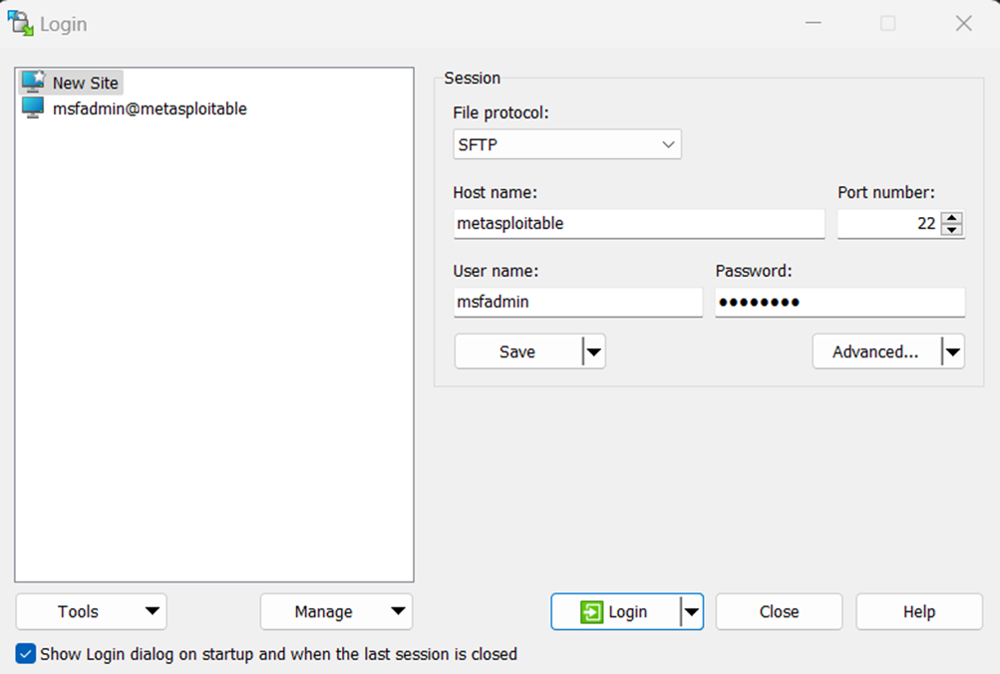 Login
New Site
msfadmin@metasploitable
Session
File protocol:
SFTP
Host name:
Port number:
metasploitable
22
User name:
Password:
msfadmin
••••••••
Save
Advanced...
Tools
Manage
Login
Close
Help
Show Login dialog on startup and when the last session is closed